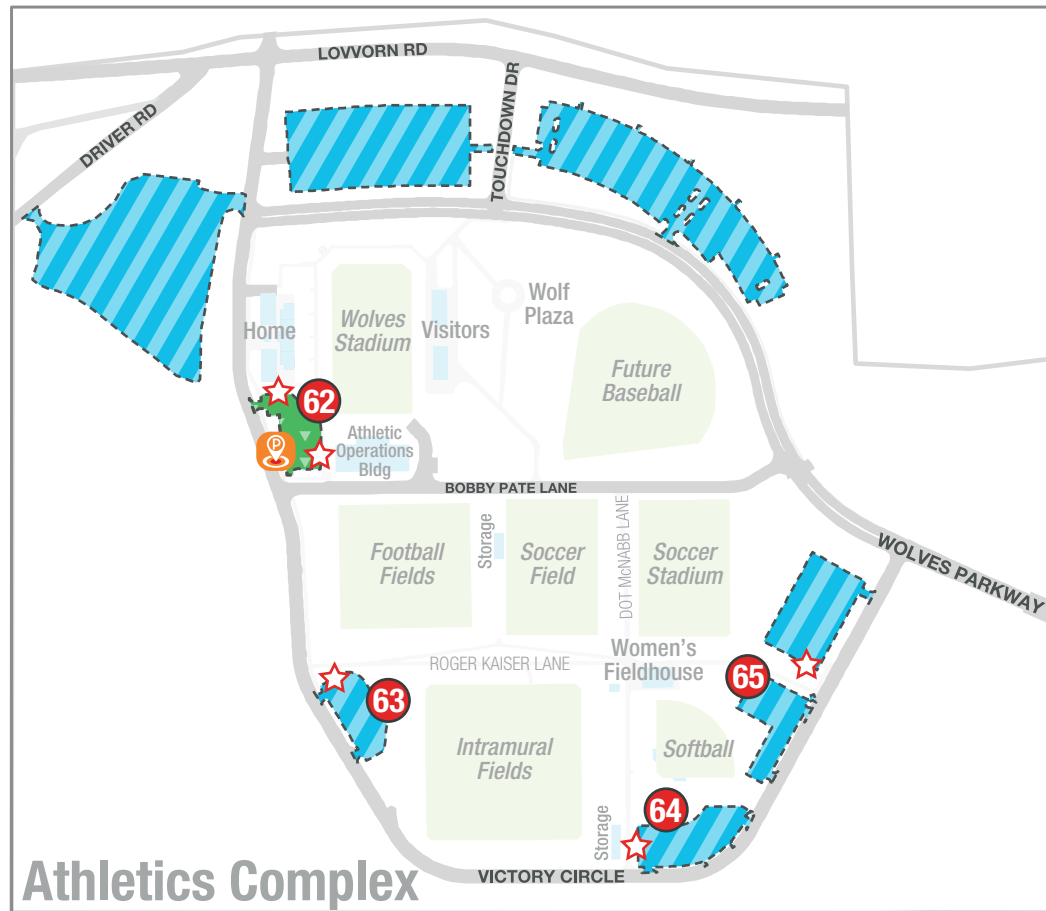 LOVVORN RD
DRIVER RD
TOUCHDOWN DR
Home
Wolves
Stadium
Visitors
Wolf
Plaza
Future
Baseball
62
P
Athletic
Operations
Bldg
BOBBY PATE LANE
Football
Fields
Storage
Soccer
Field
DOT McNABB LANE
Soccer
Stadium
WOLVES PARKWAY
ROGER KAISER LANE
Women's
Fieldhouse
65
63
Intramural
Fields
Softball
64
Storage
VICTORY CIRCLE
Athletics Complex